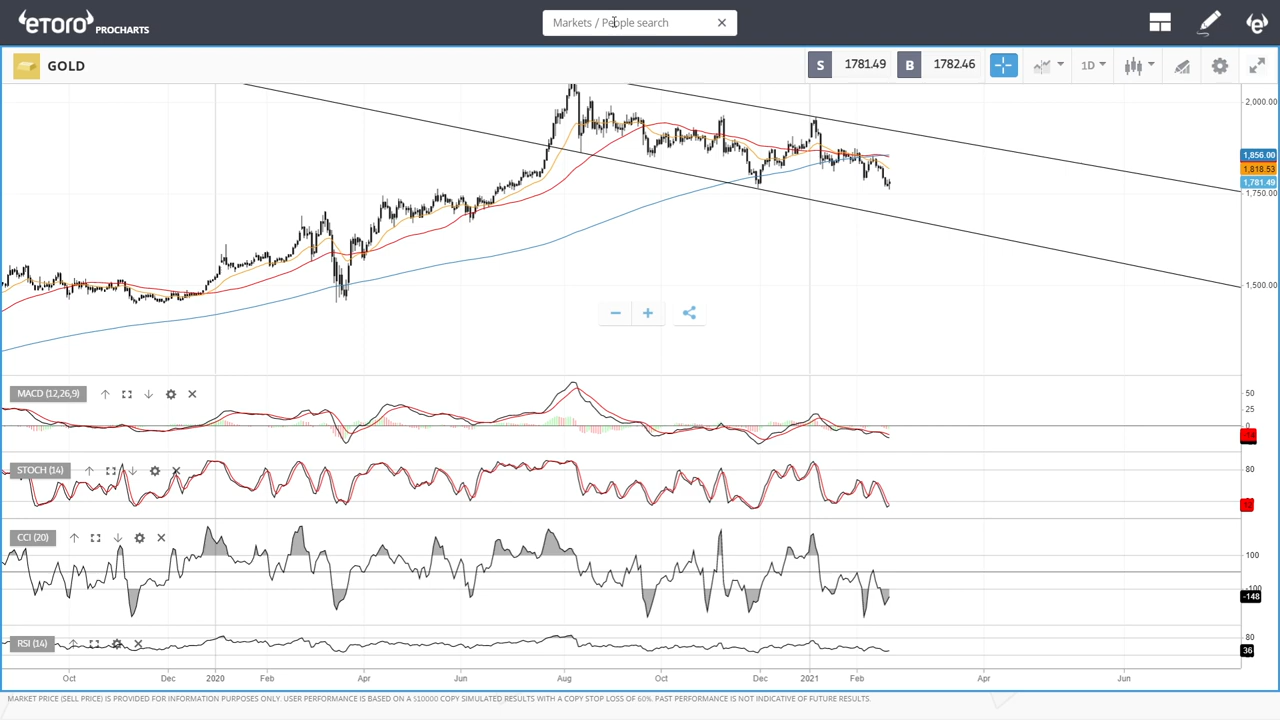 eToro PROCHARTS
Markets / People search
GOLD
S 1781.49 B 1782.46 1D
2,000.00
1,856.00
1,818.53
1,781.49
1,750.00
1,500.00
MACD (12,26,9)
50
25
0
STOCH (14)
80
CCI (20)
100
-100
-148
RSI (14)
80
36
Oct Dec 2020 Feb Apr Jun Aug Oct Dec 2021 Feb Apr Jun
MARKET PRICE (SELL PRICE) IS PROVIDED FOR INFORMATION PURPOSES ONLY. USER PERFORMANCE IS BASED ON A $10000 COPY SIMULATED RESULTS WITH A COPY STOP LOSS OF 60%. PAST PERFORMANCE IS NOT INDICATIVE OF FUTURE RESULTS.